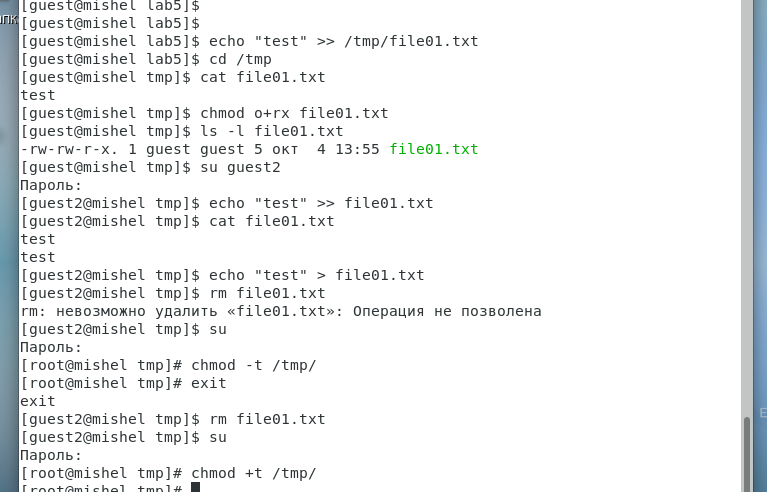 [guest@mishel lab5]$
[guest@mishel lab5]$
[guest@mishel lab5]$ echo "test" >> /tmp/file01.txt
[guest@mishel lab5]$ cd /tmp
[guest@mishel tmp]$ cat file01.txt
test
[guest@mishel tmp]$ chmod o+rx file01.txt
[guest@mishel tmp]$ ls -l file01.txt
-rw-rw-r-x. 1 guest guest 5 окт  4 13:55 file01.txt
[guest@mishel tmp]$ su guest2
Пароль:
[guest2@mishel tmp]$ echo "test" >> file01.txt
[guest2@mishel tmp]$ cat file01.txt
test
test
[guest2@mishel tmp]$ echo "test" > file01.txt
[guest2@mishel tmp]$ rm file01.txt
rm: невозможно удалить «file01.txt»: Операция не позволена
[guest2@mishel tmp]$ su
Пароль:
[root@mishel tmp]# chmod -t /tmp/
[root@mishel tmp]# exit
exit
[guest2@mishel tmp]$ rm file01.txt
[guest2@mishel tmp]$ su
Пароль:
[root@mishel tmp]# chmod +t /tmp/
[root@mishel tmp]#